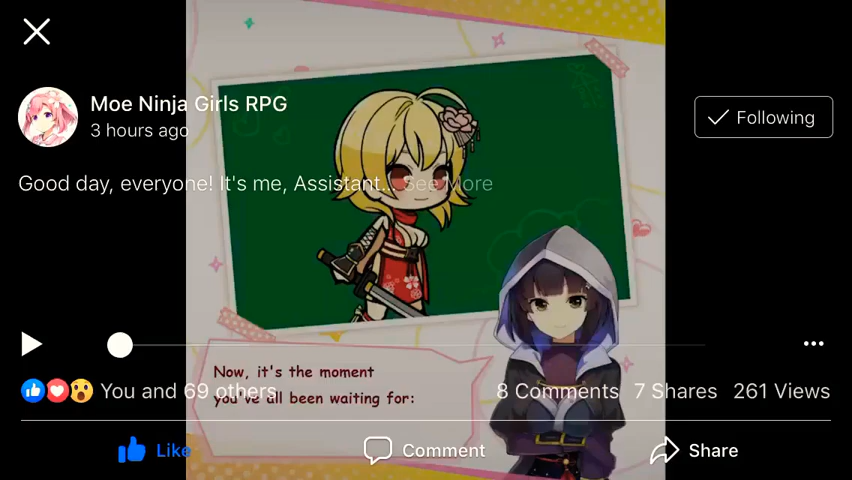 Moe Ninja Girls RPG
3 hours ago
Following
Good day, everyone! It's me, Assistant... See More
Now, it's the moment
you've all been waiting for:
You and 69 others
8 Comments 7 Shares 261 Views
Like
Comment
Share